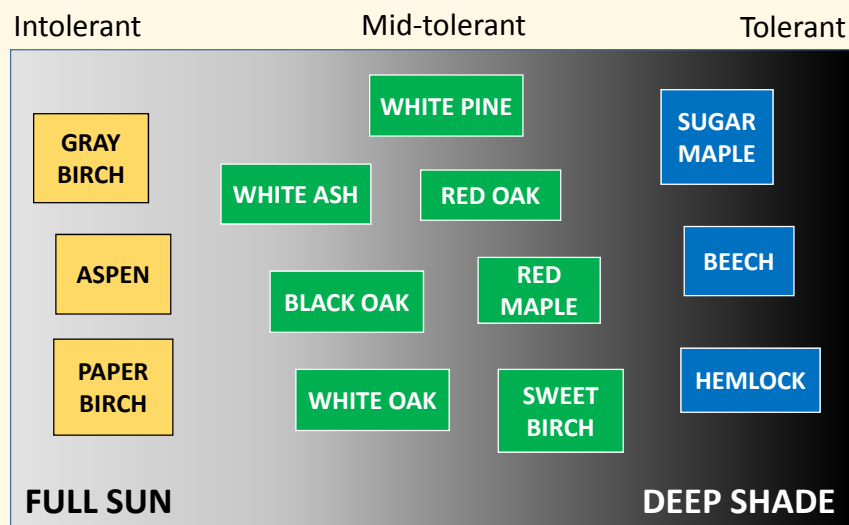 Intolerant
Mid-tolerant
Tolerant
WHITE PINE
GRAY
BIRCH
SUGAR
MAPLE
WHITE ASH
RED OAK
ASPEN
BEECH
BLACK OAK
RED
MAPLE
PAPER
BIRCH
WHITE OAK
SWEET
BIRCH
HEMLOCK
FULL SUN
DEEP SHADE